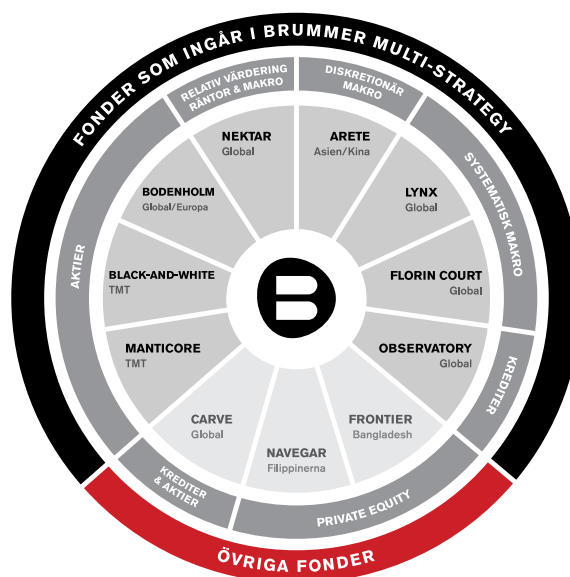 FONDER SOM INGÅR I BRUMMER MULTI-STRATEGY
RELATIV VÄRDERING
RÄNTOR & MAKRO
DISKRETIONÄR
MAKRO
SYSTEMATISK MAKRO
KREDITER
PRIVATE EQUITY
KREDITER
& AKTIER
AKTIER
NEKTAR
Global
ARETE
Asien/Kina
BODENHOLM
Global/Europa
LYNX
Global
BLACK-AND-WHITE
TMT
FLORIN COURT
Global
MANTICORE
TMT
OBSERVATORY
Global
CARVE
Global
FRONTIER
Bangladesh
NAVEGAR
Filippinerna
B
ÖVRIGA FONDER